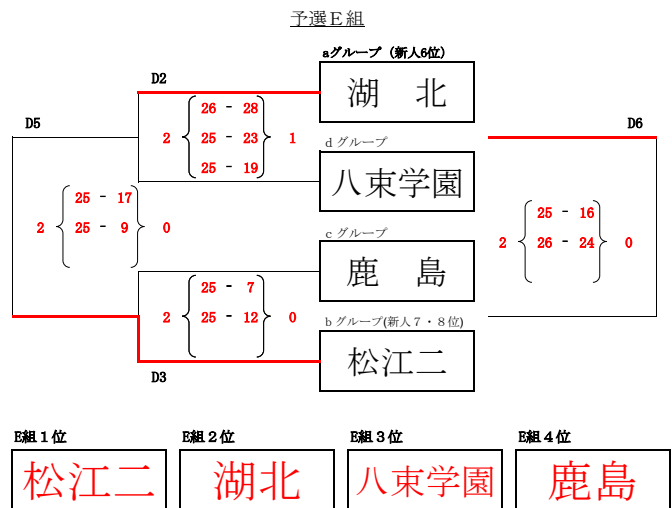 予選Ｅ組
aグループ（新人6位）
D2
湖　北
26 - 28
D5
D6
2
25 - 23
1
ｄグループ
25 - 19
八束学園
25 - 17
25 - 16
2
25 - 9
0
ｃグループ
2
26 - 24
0
鹿　島
25 - 7
2
25 - 12
0
ｂグループ(新人７・８位)
松江二
D3
E組１位
E組２位
E組３位
E組４位
松江二
湖北
八束学園
鹿島